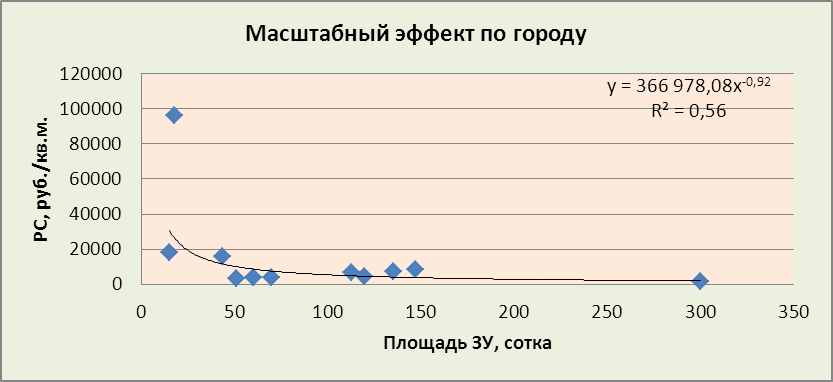 Масштабный эффект по городу
y = 366 978,08x-0,92
R² = 0,56
РС, руб./кв.м.
120000
100000
80000
60000
40000
20000
0
0 50 100 150 200 250 300 350
Площадь ЗУ, сотка